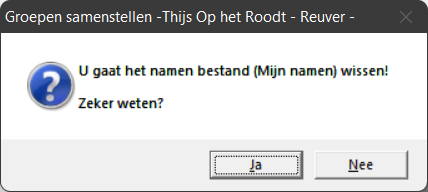 Groepen samenstellen -Thijs Op het Roodt - Reuver -
U gaat het namen bestand (Mijn namen) wissen!
Zeker weten?
Ja
Nee